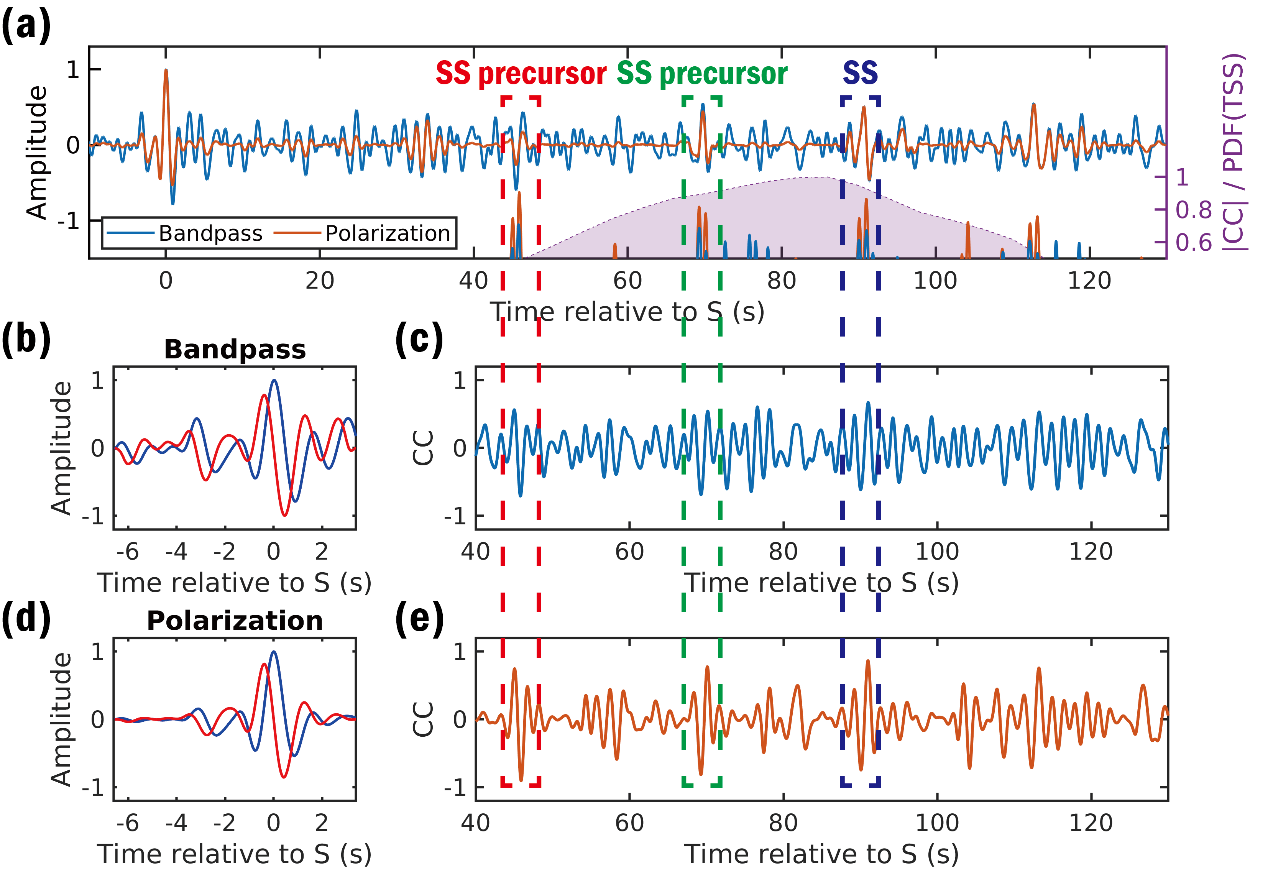 (a)
SS precursor SS precursor SS
Amplitude
1
0
-1
Bandpass Polarization
1
0.8
0.6
|CC| / PDF(TSS)
0 20 40 60 80 100 120
Time relative to S (s)
(b)
Bandpass
Amplitude
1
0
-1
-6 -4 -2 0 2
Time relative to S (s)
(c)
CC
1
0
-1
40 60 80 100 120
Time relative to S (s)
(d)
Polarization
Amplitude
1
0
-1
-6 -4 -2 0 2
Time relative to S (s)
(e)
CC
1
0
-1
40 60 80 100 120
Time relative to S (s)